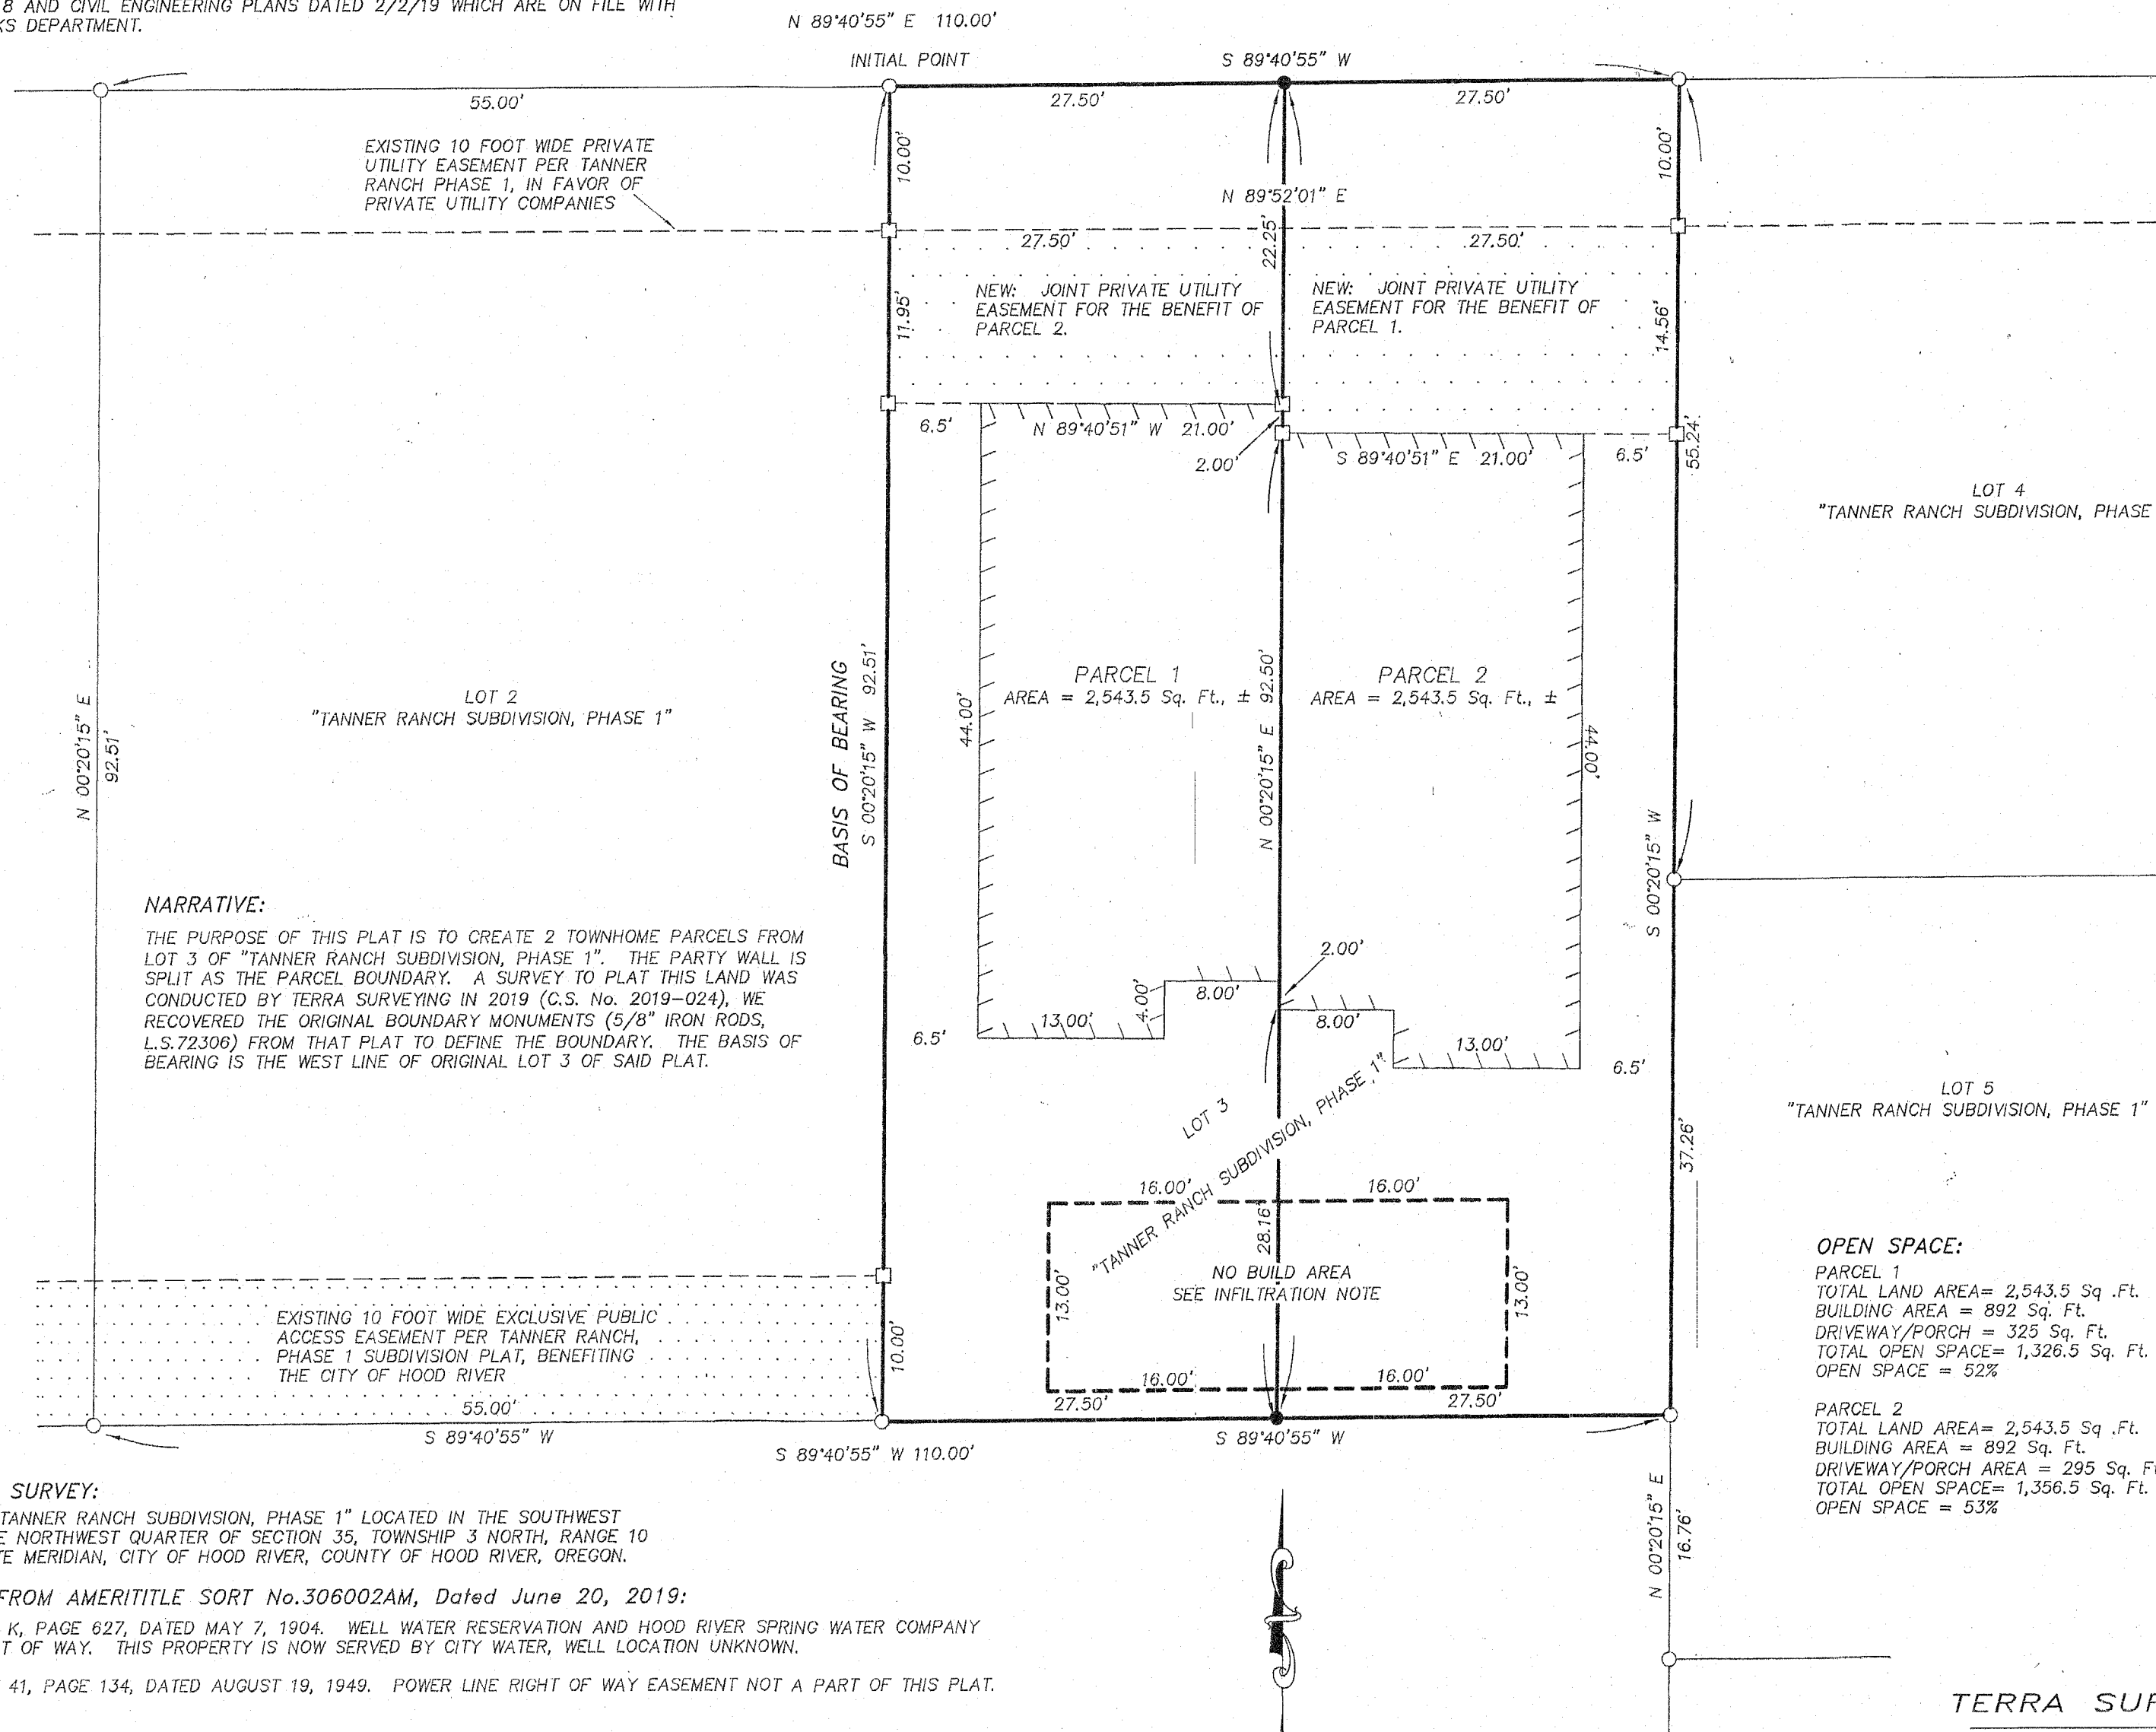 8 AND CIVIL ENGINEERING PLANS DATED 2/2/19 WHICH ARE ON FILE WITH
DEPARTMENT.
N 89°40'55" E 110.00'
INITIAL POINT
S 89°40'55" W
55.00'
27.50'
27.50'
EXISTING 10 FOOT WIDE PRIVATE
UTILITY EASEMENT PER TANNER
RANCH PHASE 1, IN FAVOR OF
PRIVATE UTILITY COMPANIES
10.00'
10.00'
N 89°52'01" E
27.50'
22.25'
27.50'
NEW: JOINT PRIVATE UTILITY
EASEMENT FOR THE BENEFIT OF
PARCEL 2.
NEW: JOINT PRIVATE UTILITY
EASEMENT FOR THE BENEFIT OF
PARCEL 1.
11.95'
14.56'
6.5'
N 89°40'51" W 21.00'
2.00'
S 89°40'51" E 21.00'
6.5'
55.24'
LOT 4
"TANNER RANCH SUBDIVISION, PHASE
LOT 2
"TANNER RANCH SUBDIVISION, PHASE 1"
N 00°20'15" E
92.51'
BASIS OF BEARING
S 00°20'15" W 92.51'
44.00'
PARCEL 1
AREA = 2,543.5 Sq. Ft., ±
N 00°20'15" E 92.50'
PARCEL 2
AREA = 2,543.5 Sq. Ft., ±
44.00'
S 00°20'15" W
NARRATIVE:
THE PURPOSE OF THIS PLAT IS TO CREATE 2 TOWNHOME PARCELS FROM
LOT 3 OF "TANNER RANCH SUBDIVISION, PHASE 1". THE PARTY WALL IS
SPLIT AS THE PARCEL BOUNDARY. A SURVEY TO PLAT THIS LAND WAS
CONDUCTED BY TERRA SURVEYING IN 2019 (C.S. No. 2019-024), WE
RECOVERED THE ORIGINAL BOUNDARY MONUMENTS (5/8" IRON RODS,
L.S.72306) FROM THAT PLAT TO DEFINE THE BOUNDARY. THE BASIS OF
BEARING IS THE WEST LINE OF ORIGINAL LOT 3 OF SAID PLAT.
2.00'
8.00'
4.00'
13.00'
6.5'
8.00'
13.00'
6.5'
LOT 3
"TANNER RANCH SUBDIVISION, PHASE 1"
LOT 5
"TANNER RANCH SUBDIVISION, PHASE 1"
37.26'
16.00'
16.00'
28.16'
13.00'
NO BUILD AREA
SEE INFILTRATION NOTE
13.00'
16.00'
16.00'
27.50'
27.50'
EXISTING 10 FOOT WIDE EXCLUSIVE PUBLIC
ACCESS EASEMENT PER TANNER RANCH,
PHASE 1 SUBDIVISION PLAT, BENEFITING
THE CITY OF HOOD RIVER
10.00'
55.00'
S 89°40'55" W
S 89°40'55" W 110.00'
S 89°40'55" W
OPEN SPACE:
PARCEL 1
TOTAL LAND AREA= 2,543.5 Sq .Ft.
BUILDING AREA = 892 Sq. Ft.
DRIVEWAY/PORCH = 325 Sq. Ft.
TOTAL OPEN SPACE= 1,326.5 Sq. Ft.
OPEN SPACE = 52%
PARCEL 2
TOTAL LAND AREA= 2,543.5 Sq .Ft.
BUILDING AREA = 892 Sq. Ft.
DRIVEWAY/PORCH AREA = 295 Sq. F
TOTAL OPEN SPACE= 1,356.5 Sq. Ft.
OPEN SPACE = 53%
N 00°20'15" E
16.76'
SURVEY:
TANNER RANCH SUBDIVISION, PHASE 1" LOCATED IN THE SOUTHWEST
NORTHWEST QUARTER OF SECTION 35, TOWNSHIP 3 NORTH, RANGE 10
MERIDIAN, CITY OF HOOD RIVER, COUNTY OF HOOD RIVER, OREGON.
FROM AMERITITLE SORT No.306002AM, Dated June 20, 2019:
K, PAGE 627, DATED MAY 7, 1904. WELL WATER RESERVATION AND HOOD RIVER SPRING WATER COMPANY
OF WAY. THIS PROPERTY IS NOW SERVED BY CITY WATER, WELL LOCATION UNKNOWN.
41, PAGE 134, DATED AUGUST 19, 1949. POWER LINE RIGHT OF WAY EASEMENT NOT A PART OF THIS PLAT.
TERRA SU